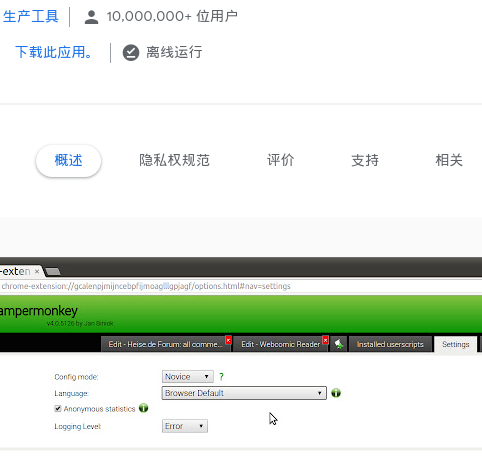 生产工具 10,000,000+ 位用户
下载此应用。 离线运行
概述 隐私权规范 评价 支持 相关
-exten
chrome-extension://gcalenpjmijncebpfijmoaglllgpjagf/options.html#nav=settings
ampermonkey
v4.0.5126 by Jan Biniok
Edit - Heise.de Forum: all comme... Edit - Webcomic Reader Installed userscripts Settings
Config mode: Novice ?
Language: Browser Default
Anonymous statistics
Logging Level: Error